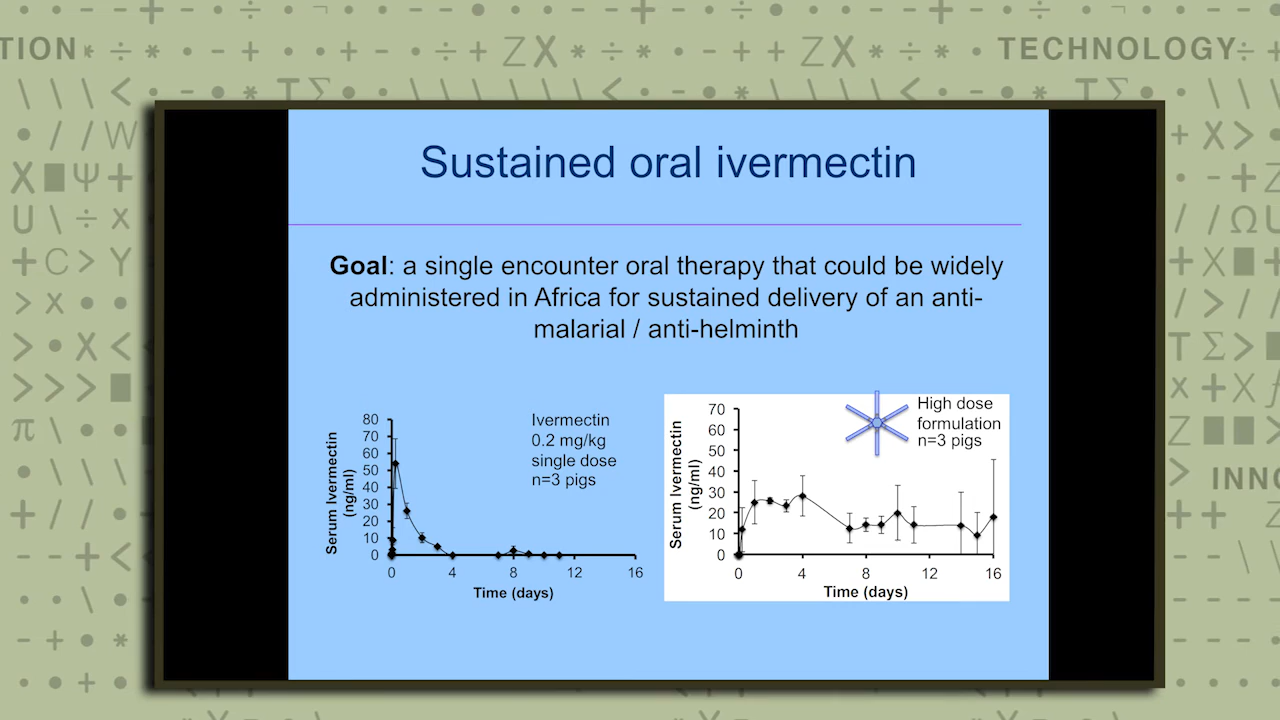 TION
TECHNOLOGY
INNO
Sustained oral ivermectin
Goal: a single encounter oral therapy that could be widely
administered in Africa for sustained delivery of an anti-
malarial / anti-helminth
Serum Ivermectin
(ng/ml)
80
70
60
50
40
30
20
10
0
Ivermectin
0.2 mg/kg
single dose
n=3 pigs
0 4 8 12 16
Time (days)
Serum Ivermectin
(ng/ml)
70
60
50
40
30
20
10
0
High dose
formulation
n=3 pigs
0 4 8 12 16
Time (days)